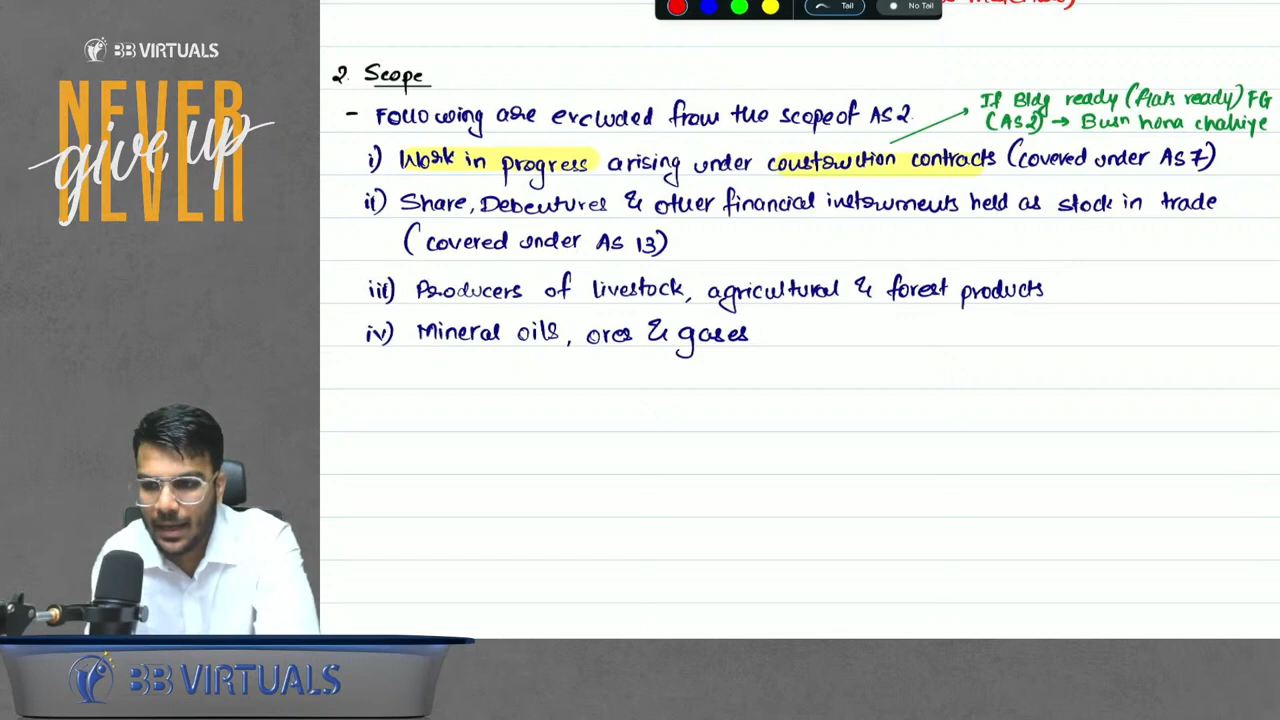 BB VIRTUALS
NEVER
give up
NEVER
Tail
No Tail
2. Scope
- Following are excluded from the scope of AS 2.
If Bldg ready (flats ready) FG
(AS2) → Busn hona chahiye
i) Work in progress arising under construction contracts (covered under AS 7)
ii) Share, Debentures & other financial instruments held as stock in trade
(covered under AS 13)
iii) Producers of livestock, agricultural & forest products
iv) Mineral oils, ores & gases
BB VIRTUALS